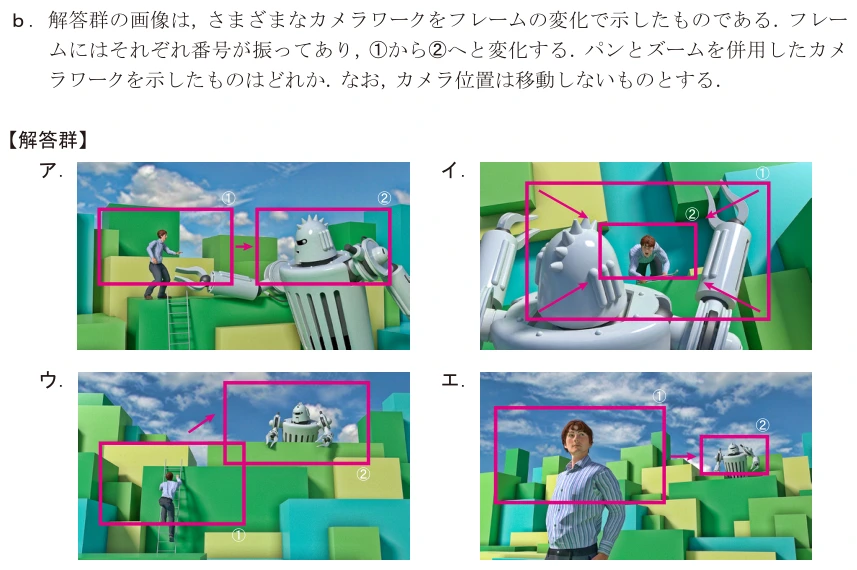 b． 解答群の画像は，さまざまなカメラワークをフレームの変化で示したものである．フレー
ムにはそれぞれ番号が振ってあり，①から②へと変化する．パンとズームを併用したカメ
ラワークを示したものはどれか．なお，カメラ位置は移動しないものとする．
【解答群】
ア．
① ②
イ．
①
②
ウ．
②
①
エ．
①
②